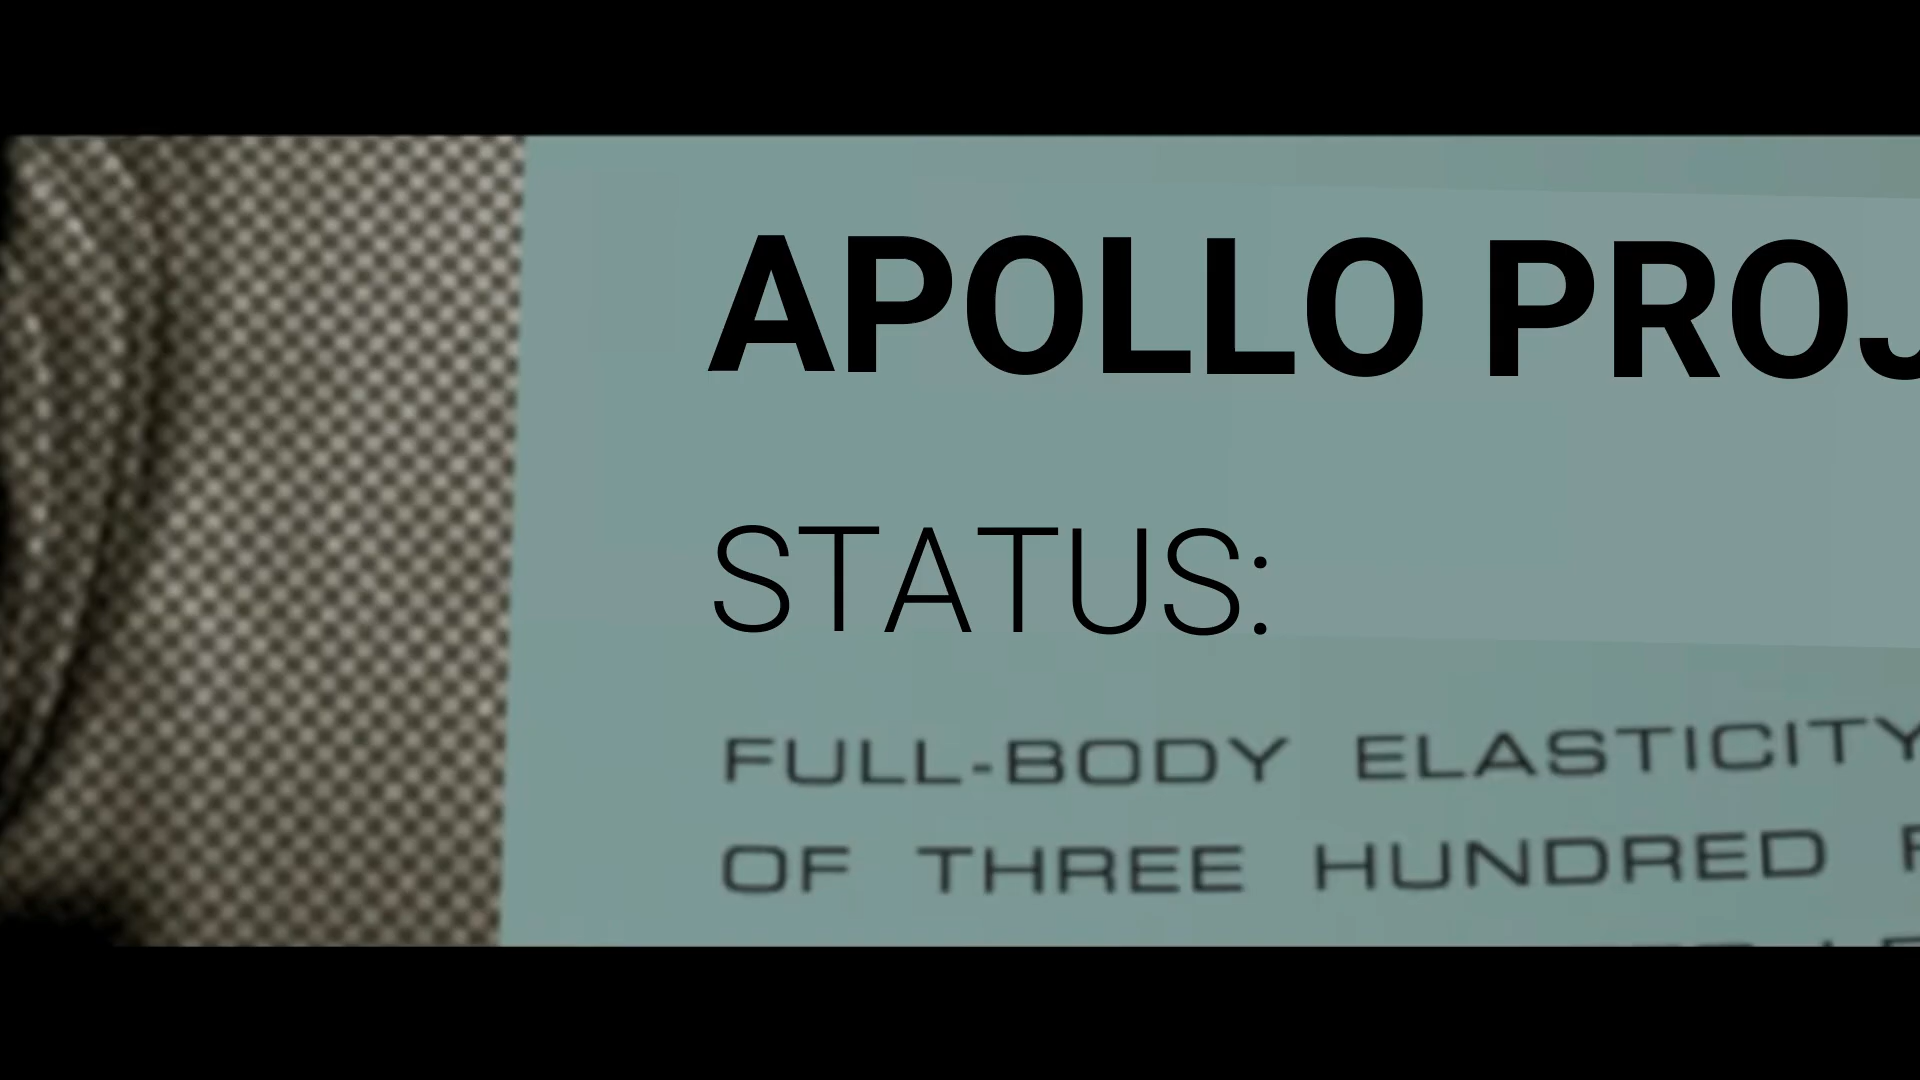 APOLLO PROJ
STATUS:
FULL-BODY ELASTICITY
OF THREE HUNDRED